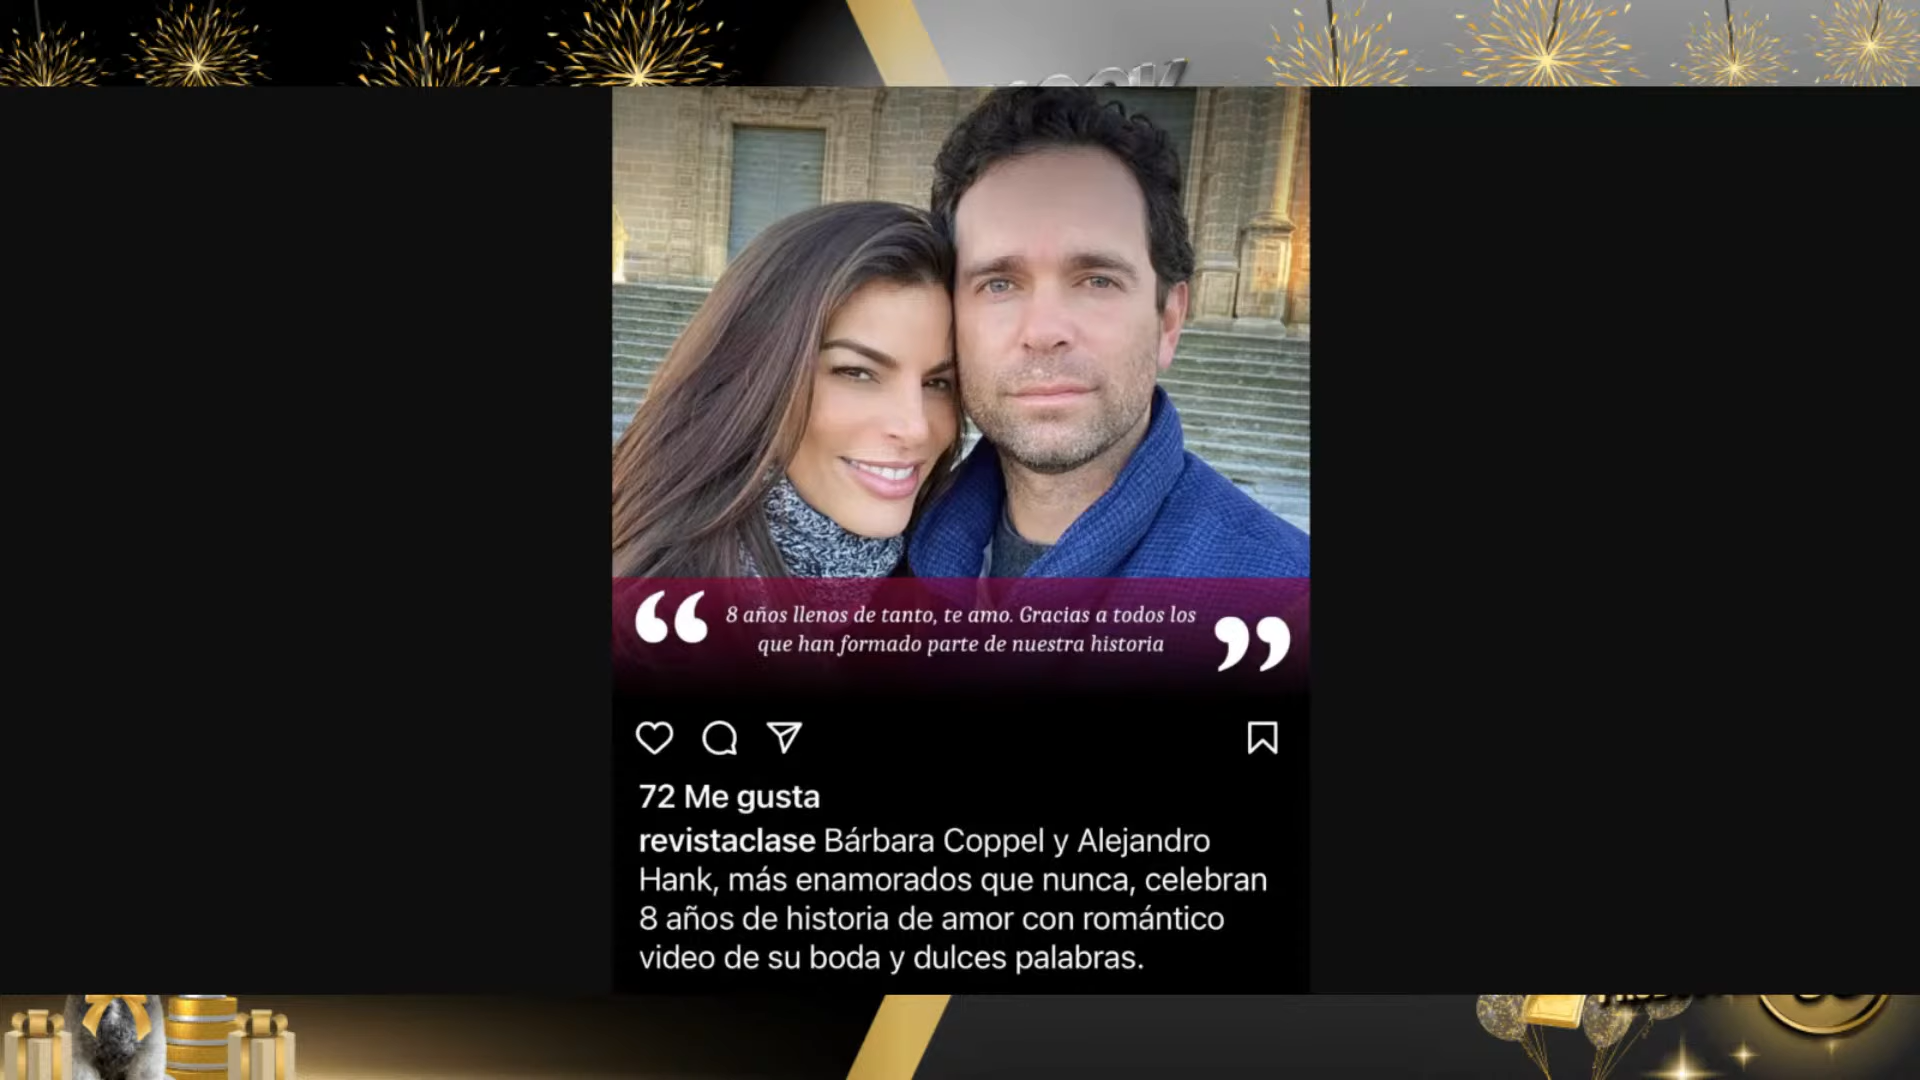 8 años llenos de tanto, te amo. Gracias a todos los
que han formado parte de nuestra historia
72 Me gusta
revistaclase Bárbara Coppel y Alejandro
Hank, más enamorados que nunca, celebran
8 años de historia de amor con romántico
video de su boda y dulces palabras.